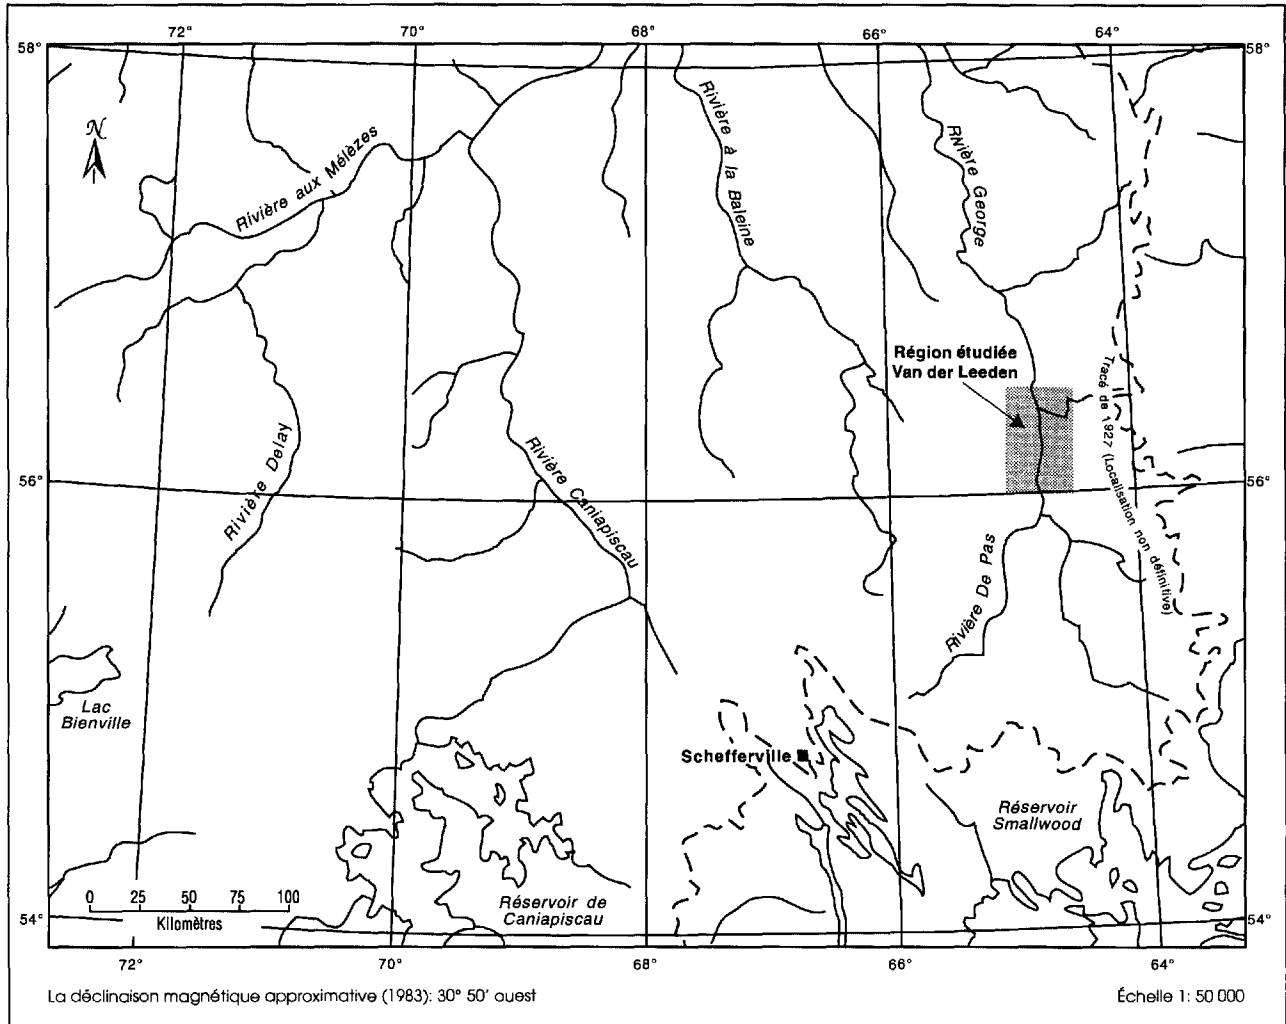 72° 70° 68° 66° 64°
58° 58°
N
Rivière aux Mélèzes
Rivière à la Baleine
Rivière George
Région étudiée
Van der Leeden
Tracé de 1927 (Localisation non définitive)
Rivière Delay
Rivière Caniapiscau
56° 56°
Rivière De Pas
Lac
Bienville
Schefferville
Réservoir
Smallwood
0 25 50 75 100
Kilomètres
Réservoir de
Caniapiscau
54° 54°
72° 70° 68° 66° 64°
La déclinaison magnétique approximative (1983): 30° 50' ouest
Échelle 1: 50 000